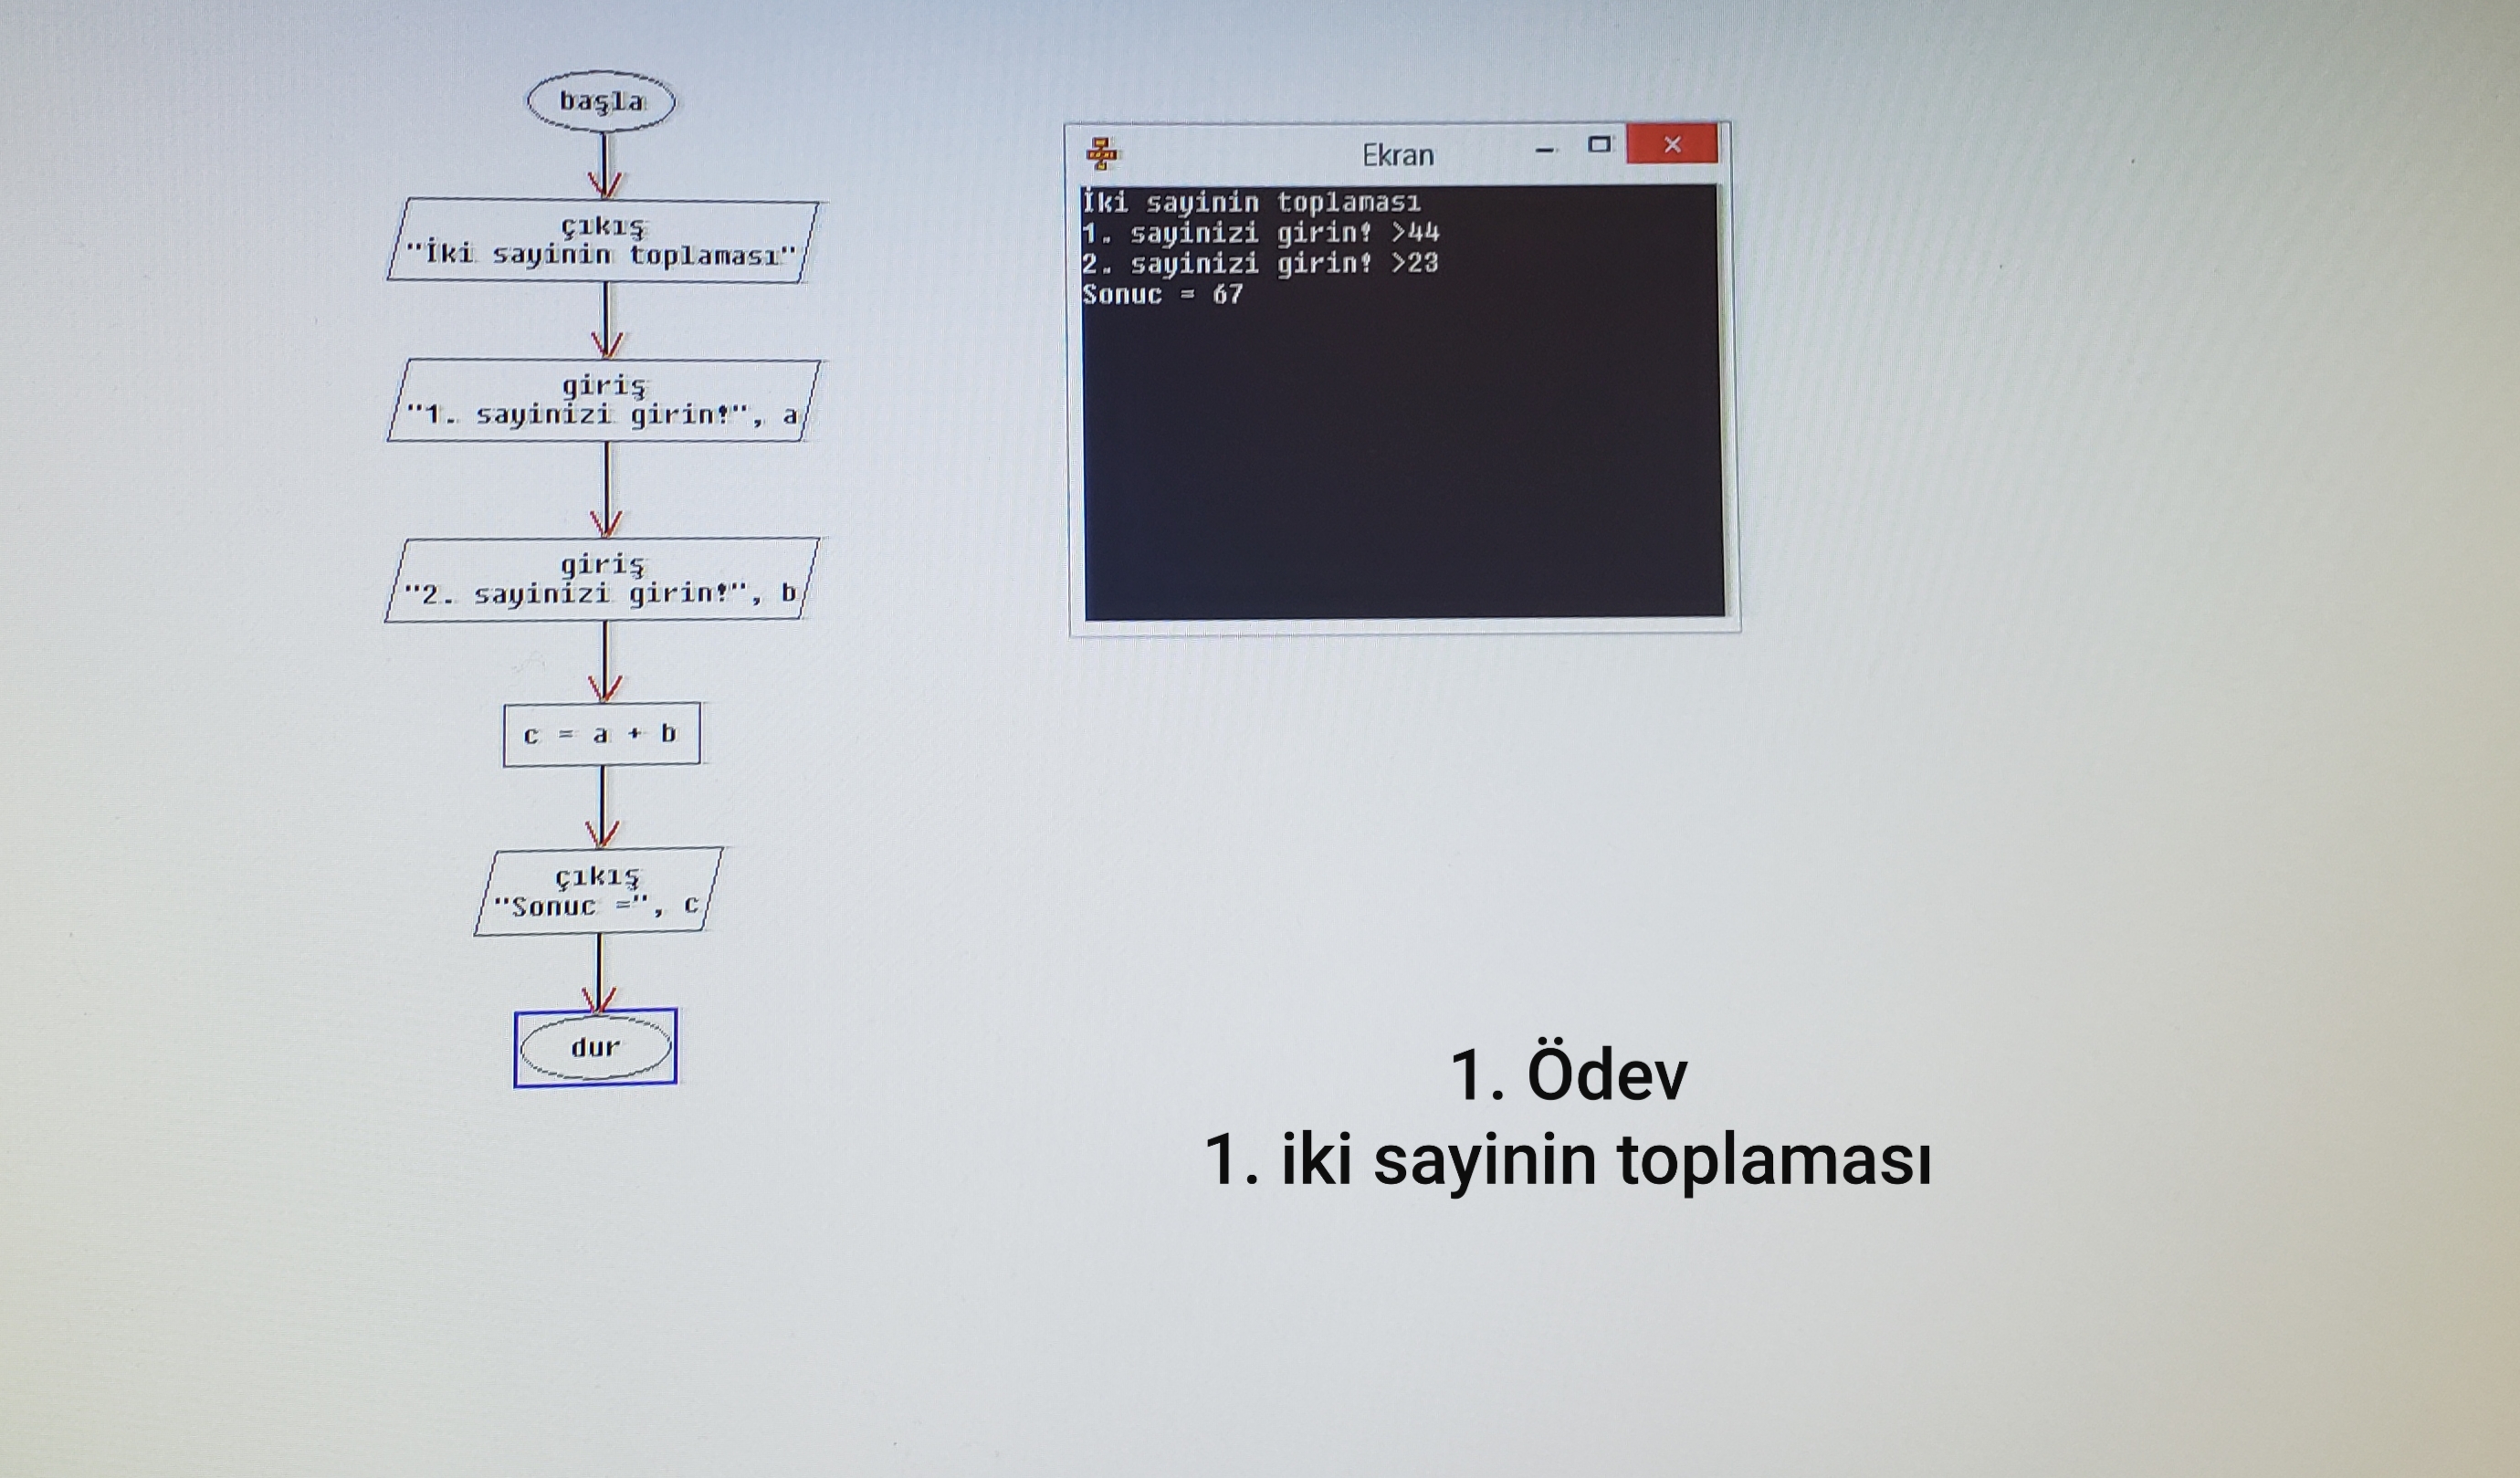 başla
çıkış
"İki sayinin toplaması"
giriş
"1. sayinizi girin!", a
giriş
"2. sayinizi girin!", b
c = a + b
çıkış
"Sonuc =", c
dur
Ekran
İki sayinin toplaması
1. sayinizi girin! >44
2. sayinizi girin! >23
Sonuc = 67
1. Ödev
1. iki sayinin toplaması